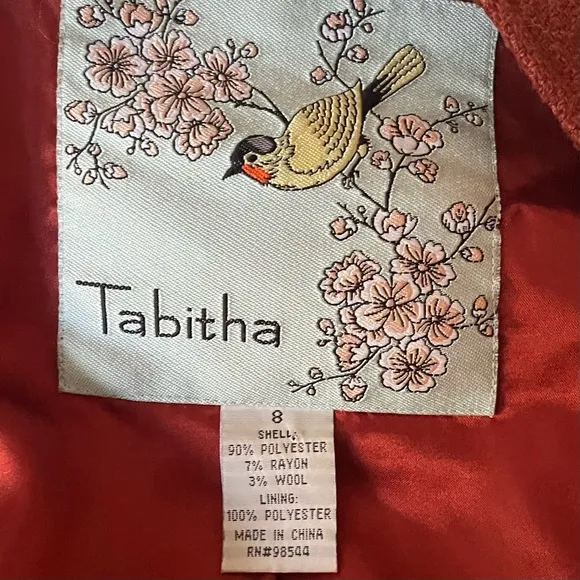 Tabitha
8
SHELL:
90% POLYESTER
7% RAYON
3% WOOL
LINING:
100% POLYESTER
MADE IN CHINA
RN#98544